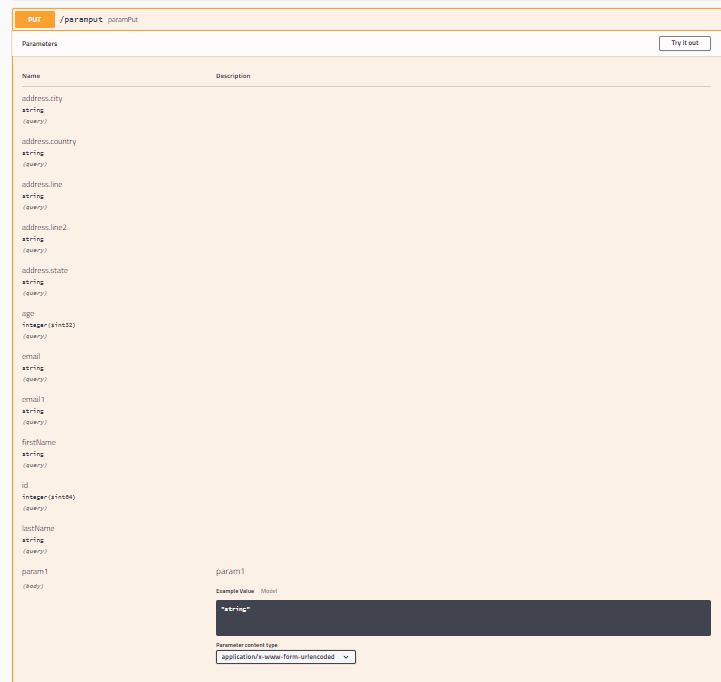 PUT /paramput paramPut
Parameters Try it out
Name Description
address.city
string
(query)
address.country
string
(query)
address.line
string
(query)
address.line2
string
(query)
address.state
string
(query)
age
integer($int32)
(query)
email
string
(query)
email1
string
(query)
firstName
string
(query)
id
integer($int64)
(query)
lastName
string
(query)
param1 param1
(body)
Example Value Model
"string"
Parameter content type
application/x-www-form-urlencoded